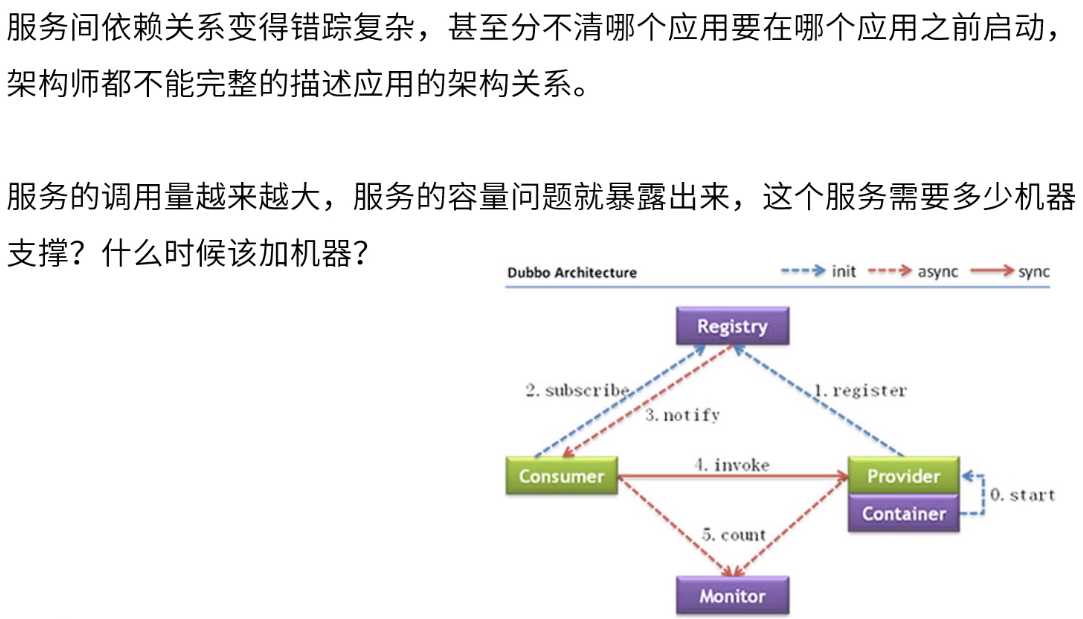 服务间依赖关系变得错踪复杂，甚至分不清哪个应用要在哪个应用之前启动，
架构师都不能完整的描述应用的架构关系。
服务的调用量越来越大，服务的容量问题就暴露出来，这个服务需要多少机器
支撑？什么时候该加机器？
Dubbo Architecture
init
async
sync
Registry
2. subscribe
1. register
3. notify
Consumer
4. invoke
Provider
Container
0. start
5. count
Monitor